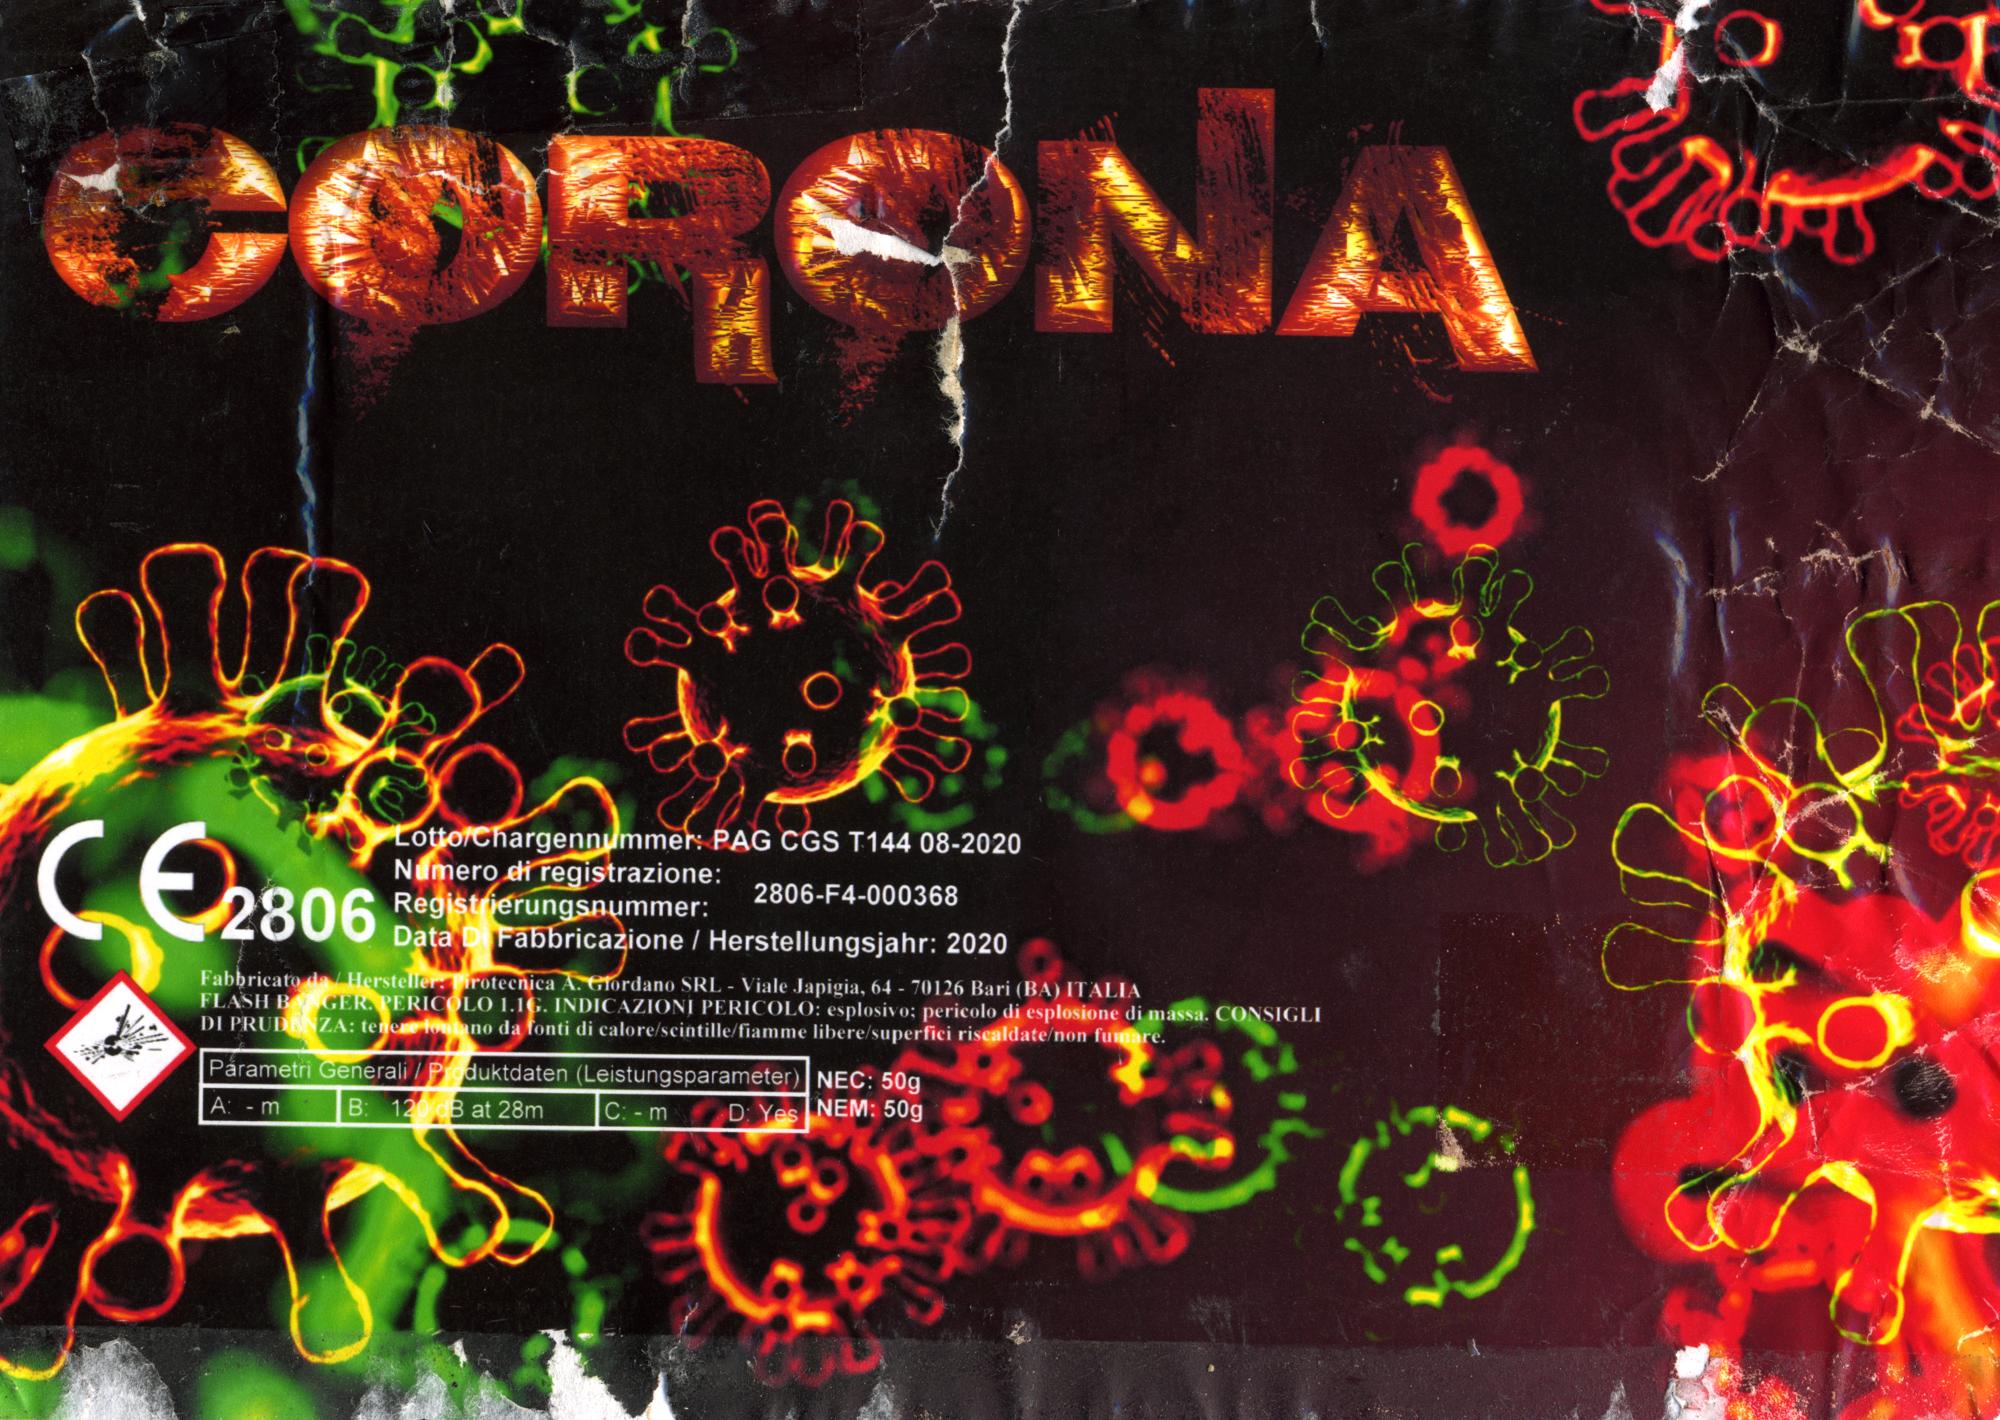 CORONA
CE 2806
Lotto/Chargennummer: PAG CGS T144 08-2020
Numero di registrazione:
Registrierungsnummer: 2806-F4-000368
Data Di Fabbricazione / Herstellungsjahr: 2020
Fabbricato da / Hersteller: Pirotecnica A. Giordano SRL - Viale Japigia, 64 - 70126 Bari (BA) ITALIA
FLASH BANGER. PERICOLO 1.1G. INDICAZIONI PERICOLO: esplosivo; pericolo di esplosione di massa. CONSIGLI
DI PRUDENZA: tenere lontano da fonti di calore/scintille/fiamme libere/superfici riscaldate/non fumare.
Parametri Generali / Produktdaten (Leistungsparameter) NEC: 50g
A: - m B: 120 dB at 28m C: - m D: Yes NEM: 50g